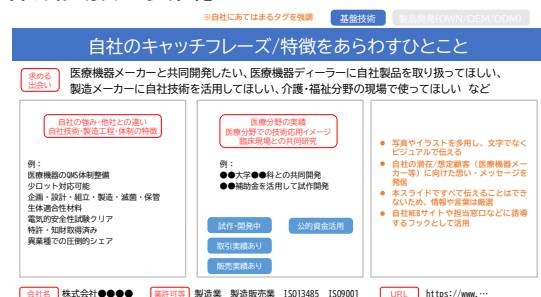 ※自社にあてはまるタグを強調
基盤技術
製品開発(OWN/OEM/ODM)
自社のキャッチフレーズ/特徴をあらわすひとこと
求める
出会い
医療機器メーカーと共同開発したい、医療機器ディーラーに自社製品を取り扱ってほしい、
製造メーカーに自社技術を活用してほしい、介護・福祉分野の現場で使ってほしい など
自社の強み・他社との違い
自社技術・製造工程・体制の特徴
例：
医療機器のQMS体制整備
少ロット対応可能
企画・設計・組立・製造・滅菌・保管
生体適合性材料
電気的安全性試験クリア
特許・知財取得済み
異業種での圧倒的シェア
医療分野の実績
医療分野での技術応用イメージ
臨床現場との共同研究
例：
●●大学●●科との共同開発
●●補助金を活用して試作開発
試作・開発中
公的資金活用
取引実績あり
販売実績あり
● 写真やイラストを多用し、文字でなく
ビジュアルで伝える
● 自社の潜在/想定顧客（医療機器メー
カー等）に向けた思い・メッセージを
発信
● 本スライドですべて伝えることはでき
ないため、情報や言葉は厳選
● 自社WEBサイトや担当窓口などに誘導
するフックとして活用
会社名
株式会社●●●●
業許可等
製造業 製造販売業 ISO13485 ISO9001
URL
https://www.…